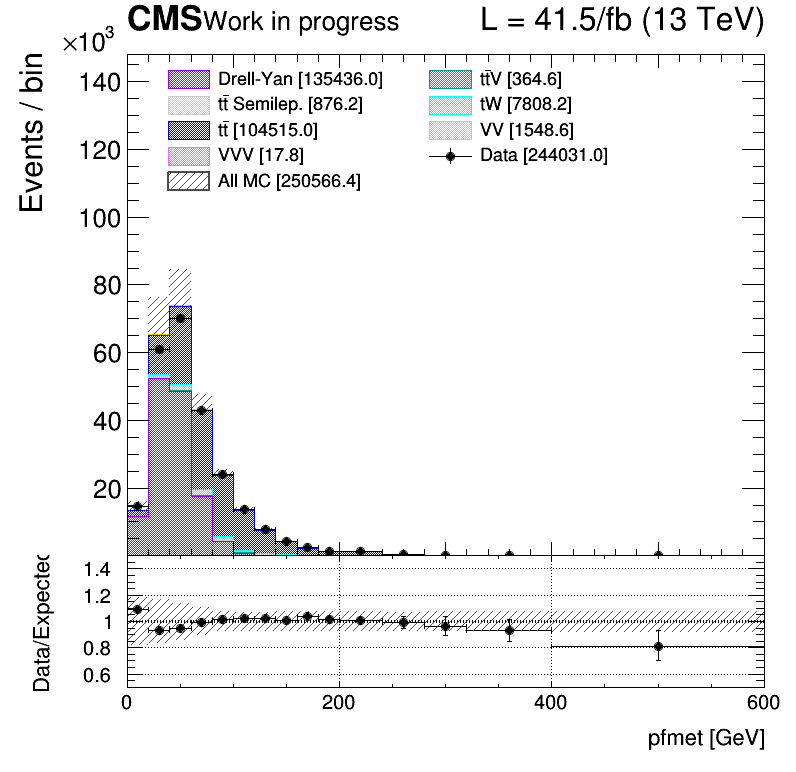 CMS Work in progress L = 41.5/fb (13 TeV)
×10³
Events / bin
140
120
100
80
60
40
20
Drell-Yan [135436.0]
tt̄ Semilep. [876.2]
tt̄ [104515.0]
VVV [17.8]
All MC [250566.4]
tt̄V [364.6]
tW [7808.2]
VV [1548.6]
Data [244031.0]
Data/Expected
1.4
1.2
1
0.8
0.6
0 200 400 600
pfmet [GeV]